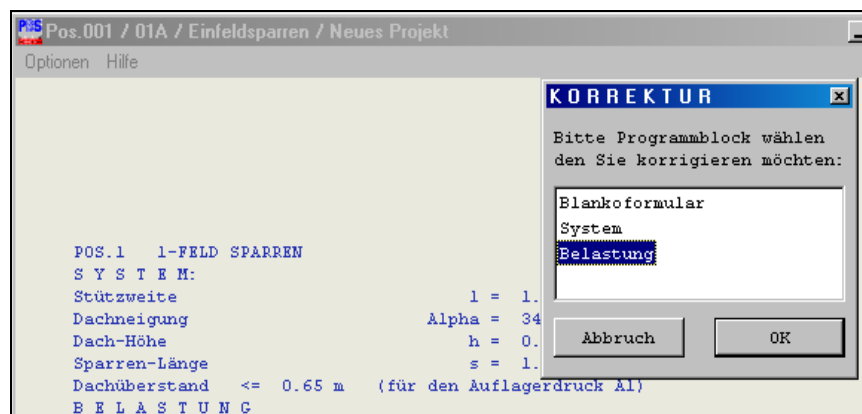 Pos.001 / 01A / Einfeldsparren / Neues Projekt
Optionen Hilfe
KORREKTUR
Bitte Programmblock wählen
den Sie korrigieren möchten:
Blankoformular
System
Belastung
Abbruch OK
POS.1 1-FELD SPARREN
S Y S T E M:
Stützweite l = 1.
Dachneigung Alpha = 34
Dach-Höhe h = 0.
Sparren-Länge s = 1.
Dachüberstand <= 0.65 m (für den Auflagerdruck A1)
B E L A S T U N G